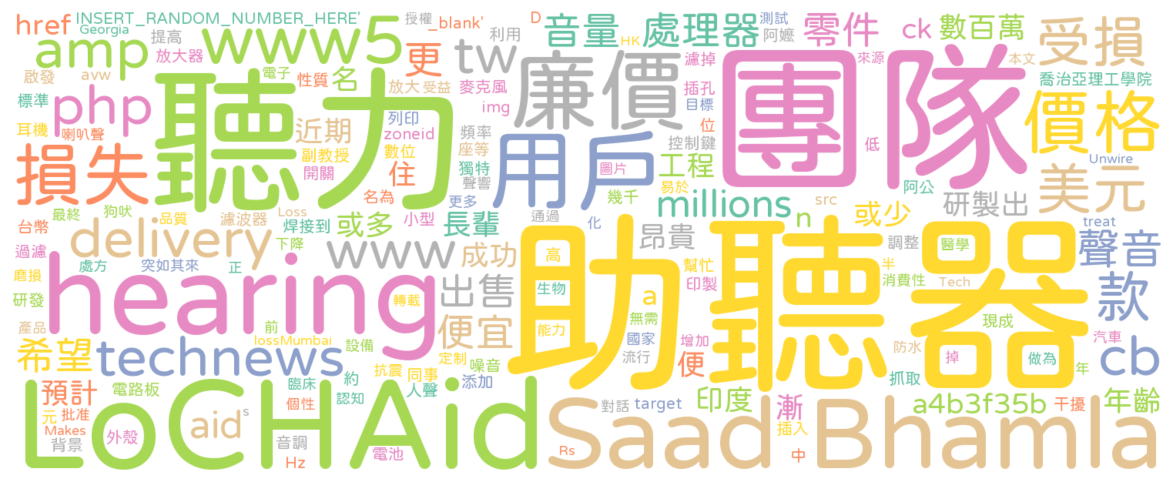 href INSERT_RANDOM_NUMBER_HERE' 授權 _blank' D 音量 處理器 測試 零件 ck 數百萬 受損
Georgia 提高 利用 HK 阿嬤 來源 本文
amp www5 更 tw 濾掉 喬治亞理工學院
放大器 電子 性質 名 放大 受益 麥克風 插孔 廉價 團隊 價格
啟發 avw img 目標
標準 php 聽力 列印 頻率 用戶 控制鍵 位
耳機 喇叭聲 近期 zoneid 座等 圖片 工程 低 Unwire
損失 副教授 數位 獨特 易於 阿公 美元
開關 住 聲響 幾千 millions n src
最終 狗吠 名為 更多 化 或少 研製出 treat
台幣 品質 濾波器 Loss 焊接到 或多 小型 長輩 通過 助聽器 聲音
過濾 delivery 下降 www 成功 高 昂貴 幫忙 調整 醫學
磨損 處方 突如其來 正 印製 a 半 消費性 款
研發 hearing 轉載 出售 生物 無需 Tech
產品 前 便宜 能力 國家 增加 現成 汽車
希望 technews lossMumbai 設備 定制 噪音 流行 便 防水 掉 做為 年 cb
預計 電路板 臨床 約 抗震 同事 添加 抓取
LoCHAid 個性 認知 人聲 對話 target 印度 漸 a4b3f35b 干擾 年齡
元 批准 Makes aid s 插入
背景 外殼 音調 Hz 電池 Saad Bhamla Rs 中